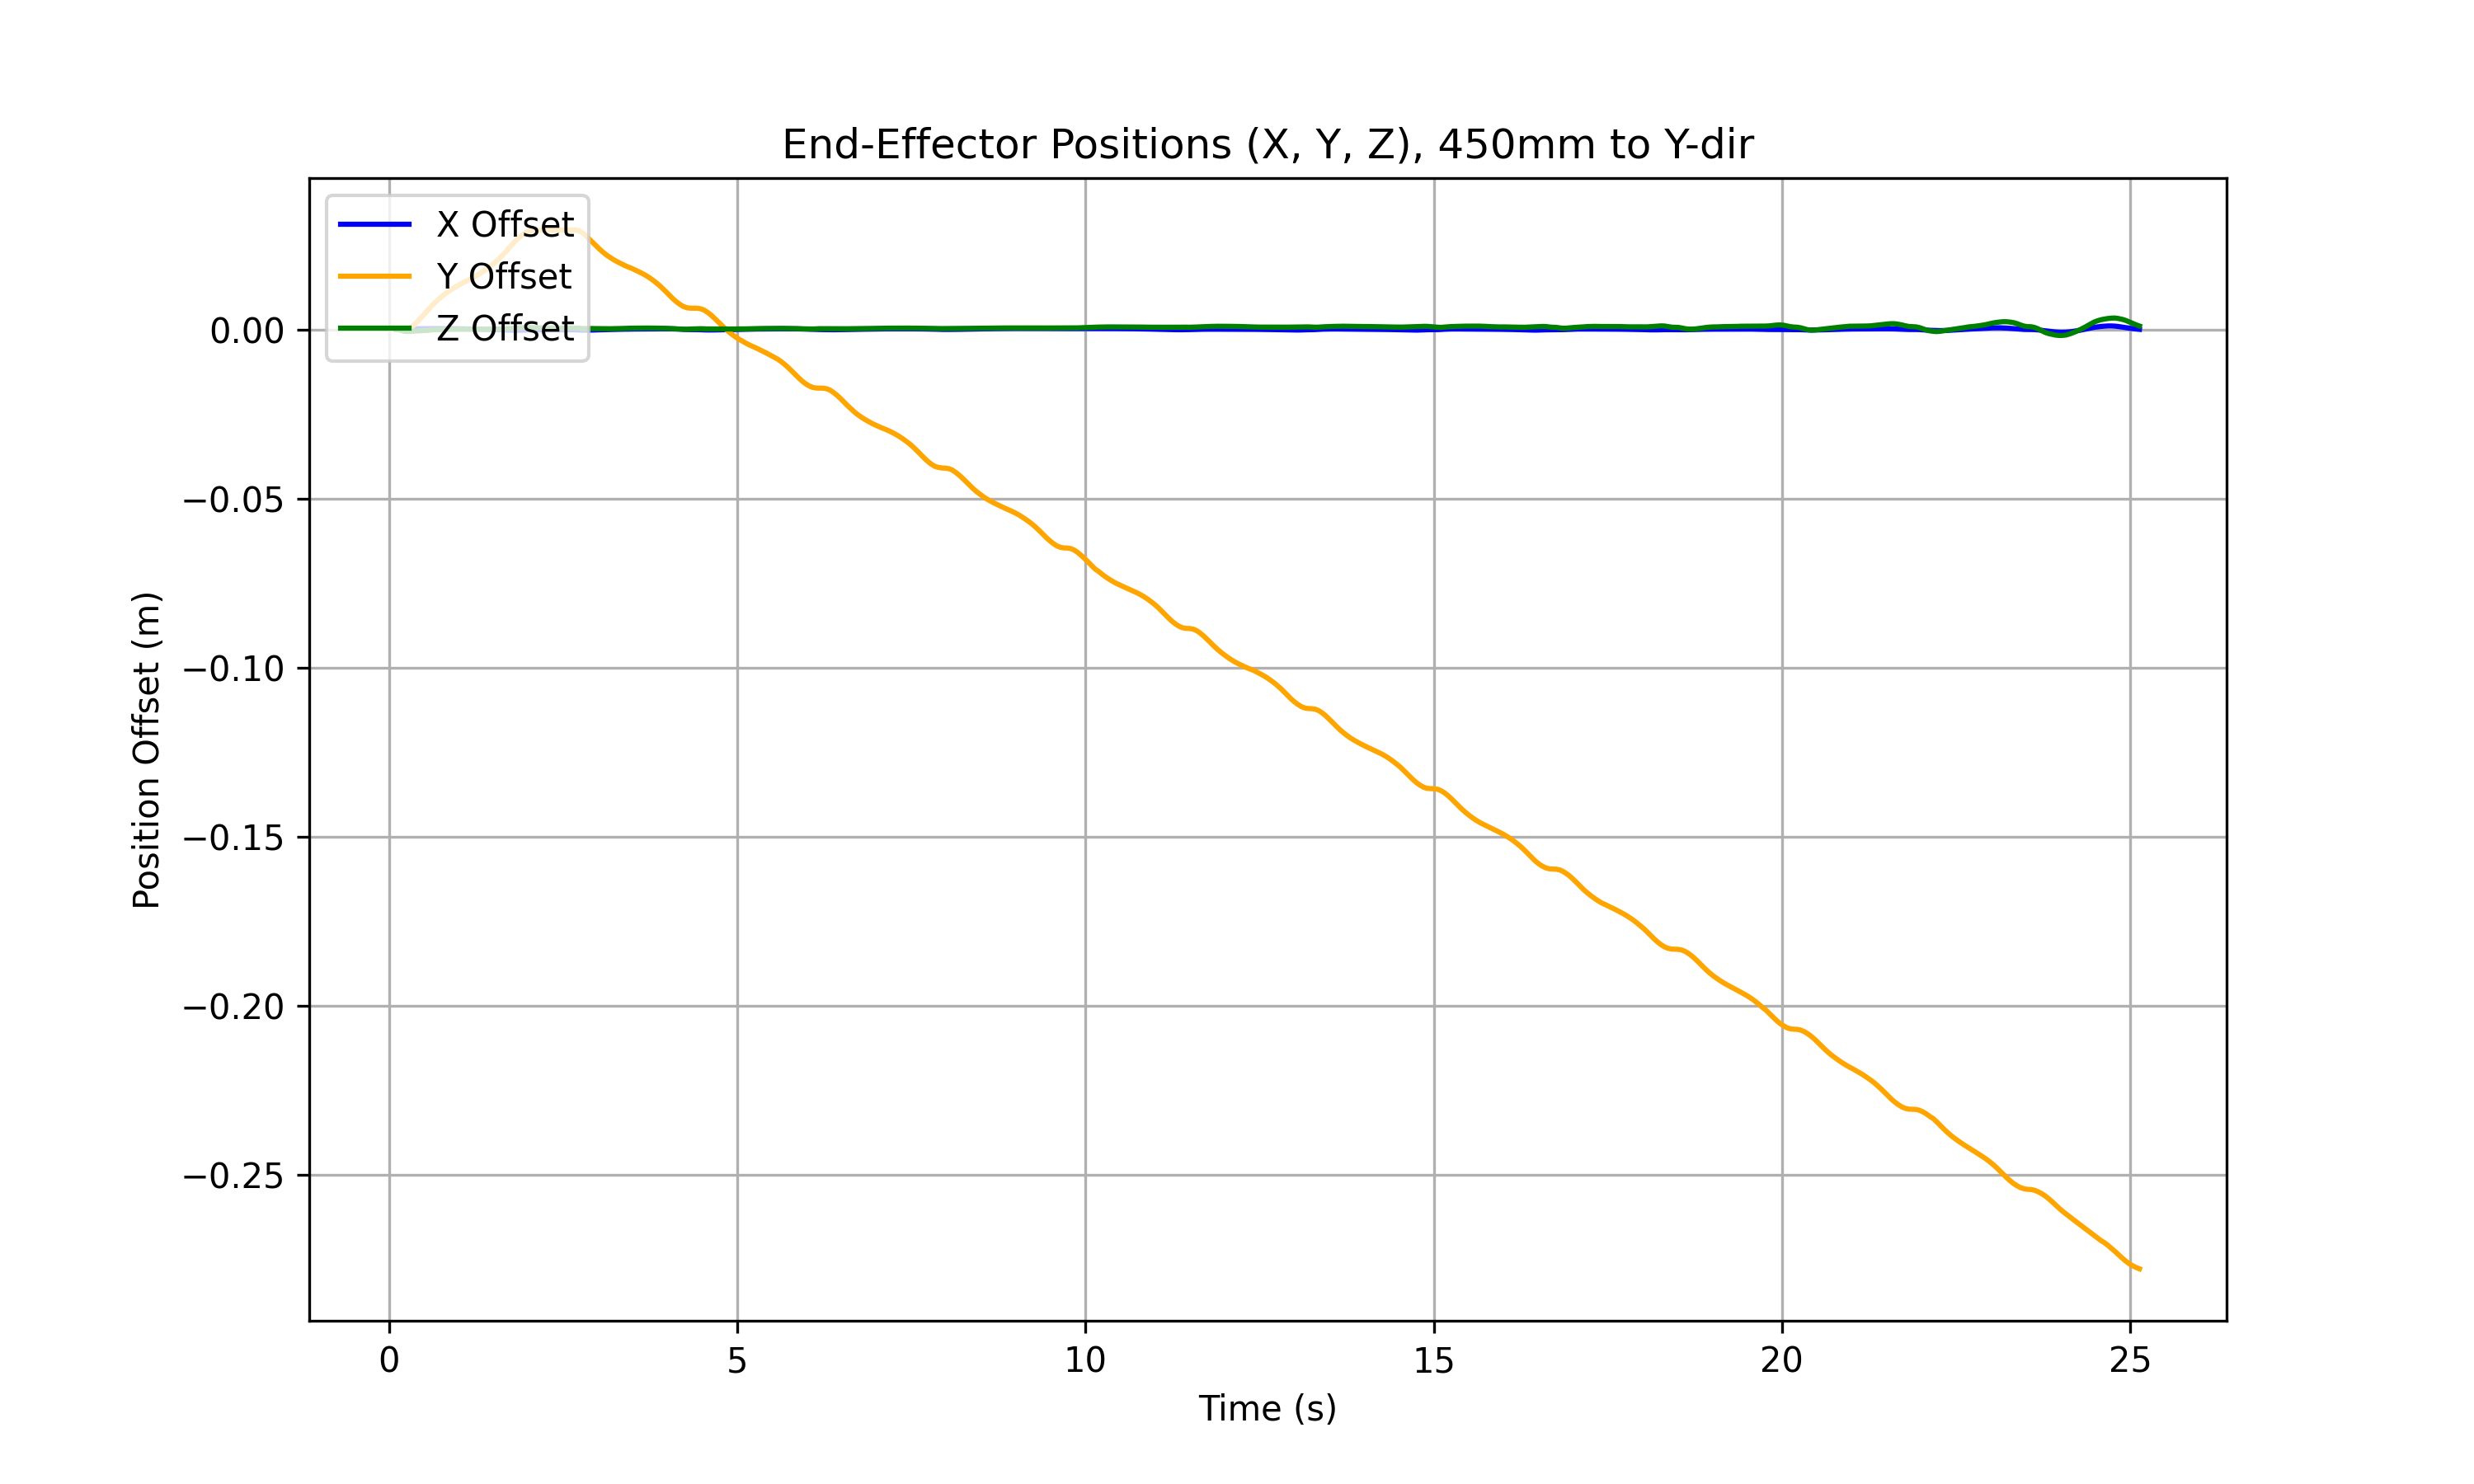 End-Effector Positions (X, Y, Z), 450mm to Y-dir
X Offset
Y Offset
Z Offset
0.00
−0.05
−0.10
−0.15
−0.20
−0.25
Position Offset (m)
0 5 10 15 20 25
Time (s)